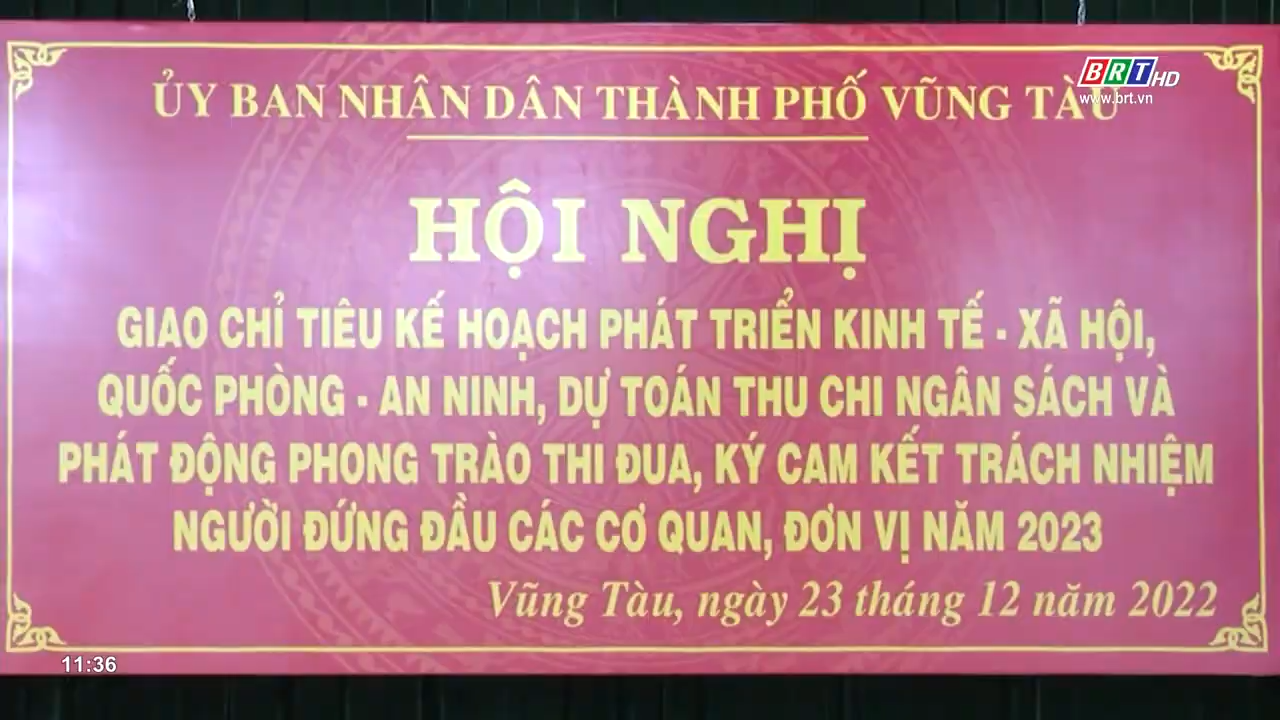 BRT HD
www.brt.vn
ỦY BAN NHÂN DÂN THÀNH PHỐ VŨNG TÀU
HỘI NGHỊ
GIAO CHỈ TIÊU KẾ HOẠCH PHÁT TRIỂN KINH TẾ - XÃ HỘI,
QUỐC PHÒNG - AN NINH, DỰ TOÁN THU CHI NGÂN SÁCH VÀ
PHÁT ĐỘNG PHONG TRÀO THI ĐUA, KÝ CAM KẾT TRÁCH NHIỆM
NGƯỜI ĐỨNG ĐẦU CÁC CƠ QUAN, ĐƠN VỊ NĂM 2023
Vũng Tàu, ngày 23 tháng 12 năm 2022
11:36